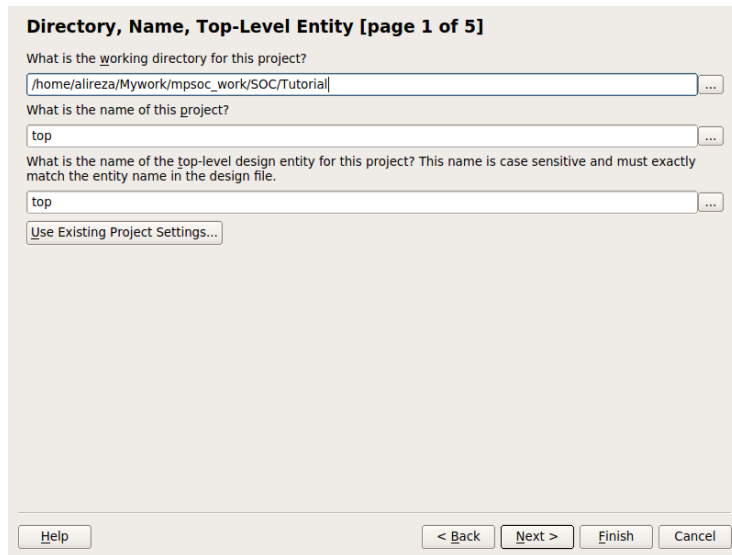 Directory, Name, Top-Level Entity [page 1 of 5]
What is the working directory for this project?
/home/alireza/Mywork/mpsoc_work/SOC/Tutorial
...
What is the name of this project?
top
...
What is the name of the top-level design entity for this project? This name is case sensitive and must exactly
match the entity name in the design file.
top
...
Use Existing Project Settings...
Help
< Back
Next >
Finish
Cancel